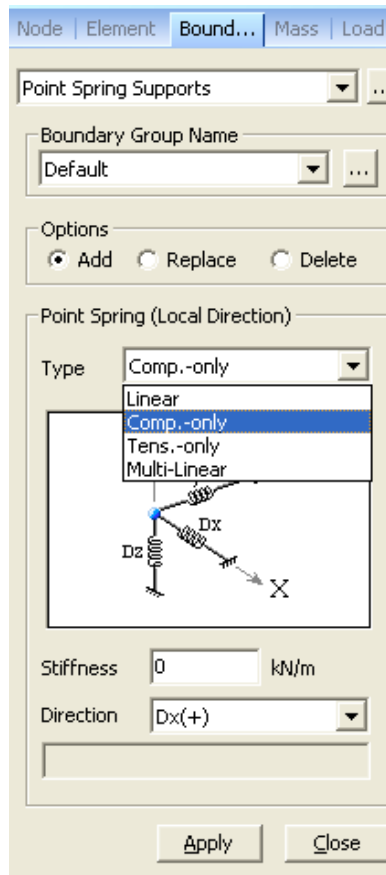 Node | Element Bound... Mass | Load
Point Spring Supports
Boundary Group Name
Default ...
Options
Add Replace Delete
Point Spring (Local Direction)
Type Comp.-only
Linear
Comp.-only
Tens.-only
Multi-Linear
Dx
Dz
X
Stiffness 0 kN/m
Direction Dx(+)
Apply Close